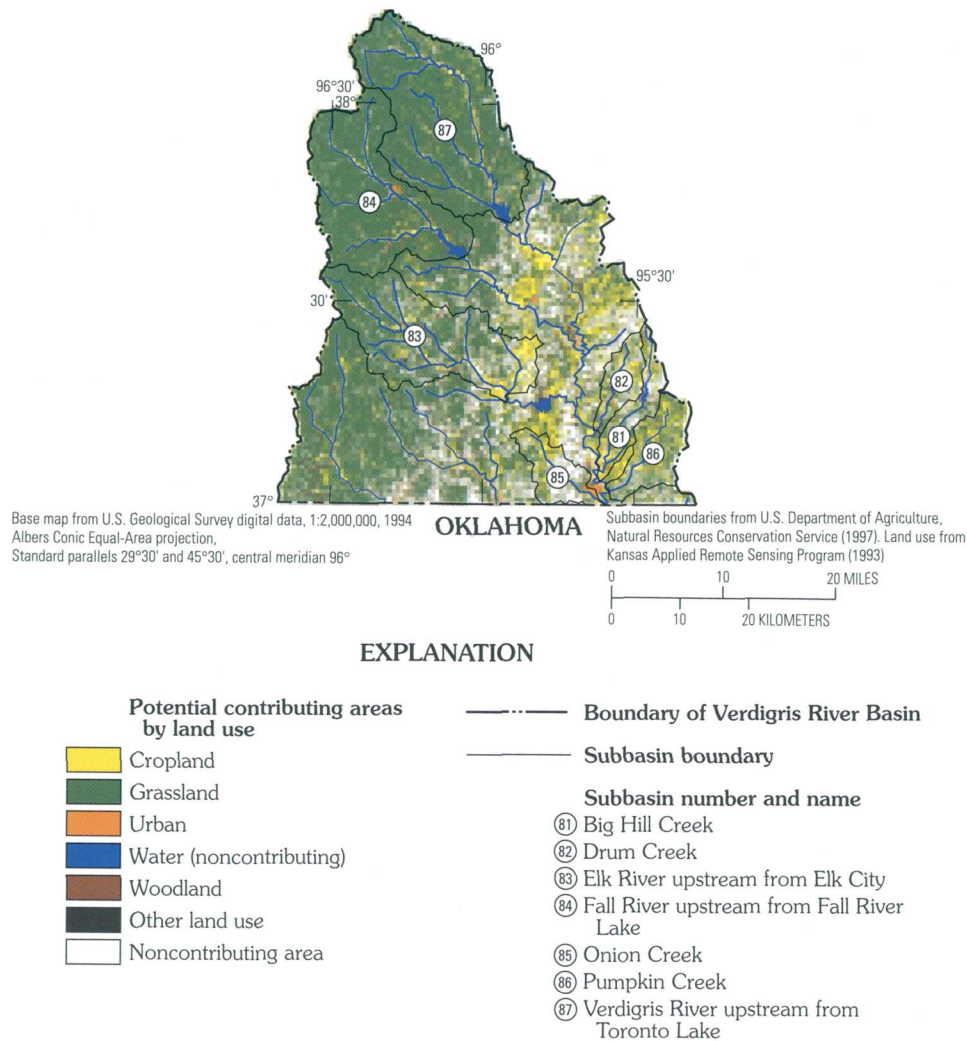 96°
96°30'
38°
87
84
95°30'
30'
83
82
81
86
85
37°
OKLAHOMA
Base map from U.S. Geological Survey digital data, 1:2,000,000, 1994
Albers Conic Equal-Area projection,
Standard parallels 29°30' and 45°30', central meridian 96°
Subbasin boundaries from U.S. Department of Agriculture,
Natural Resources Conservation Service (1997). Land use from
Kansas Applied Remote Sensing Program (1993)
0 10 20 MILES
0 10 20 KILOMETERS
EXPLANATION
Potential contributing areas
by land use
Cropland
Grassland
Urban
Water (noncontributing)
Woodland
Other land use
Noncontributing area
Boundary of Verdigris River Basin
Subbasin boundary
Subbasin number and name
81 Big Hill Creek
82 Drum Creek
83 Elk River upstream from Elk City
84 Fall River upstream from Fall River
Lake
85 Onion Creek
86 Pumpkin Creek
87 Verdigris River upstream from
Toronto Lake